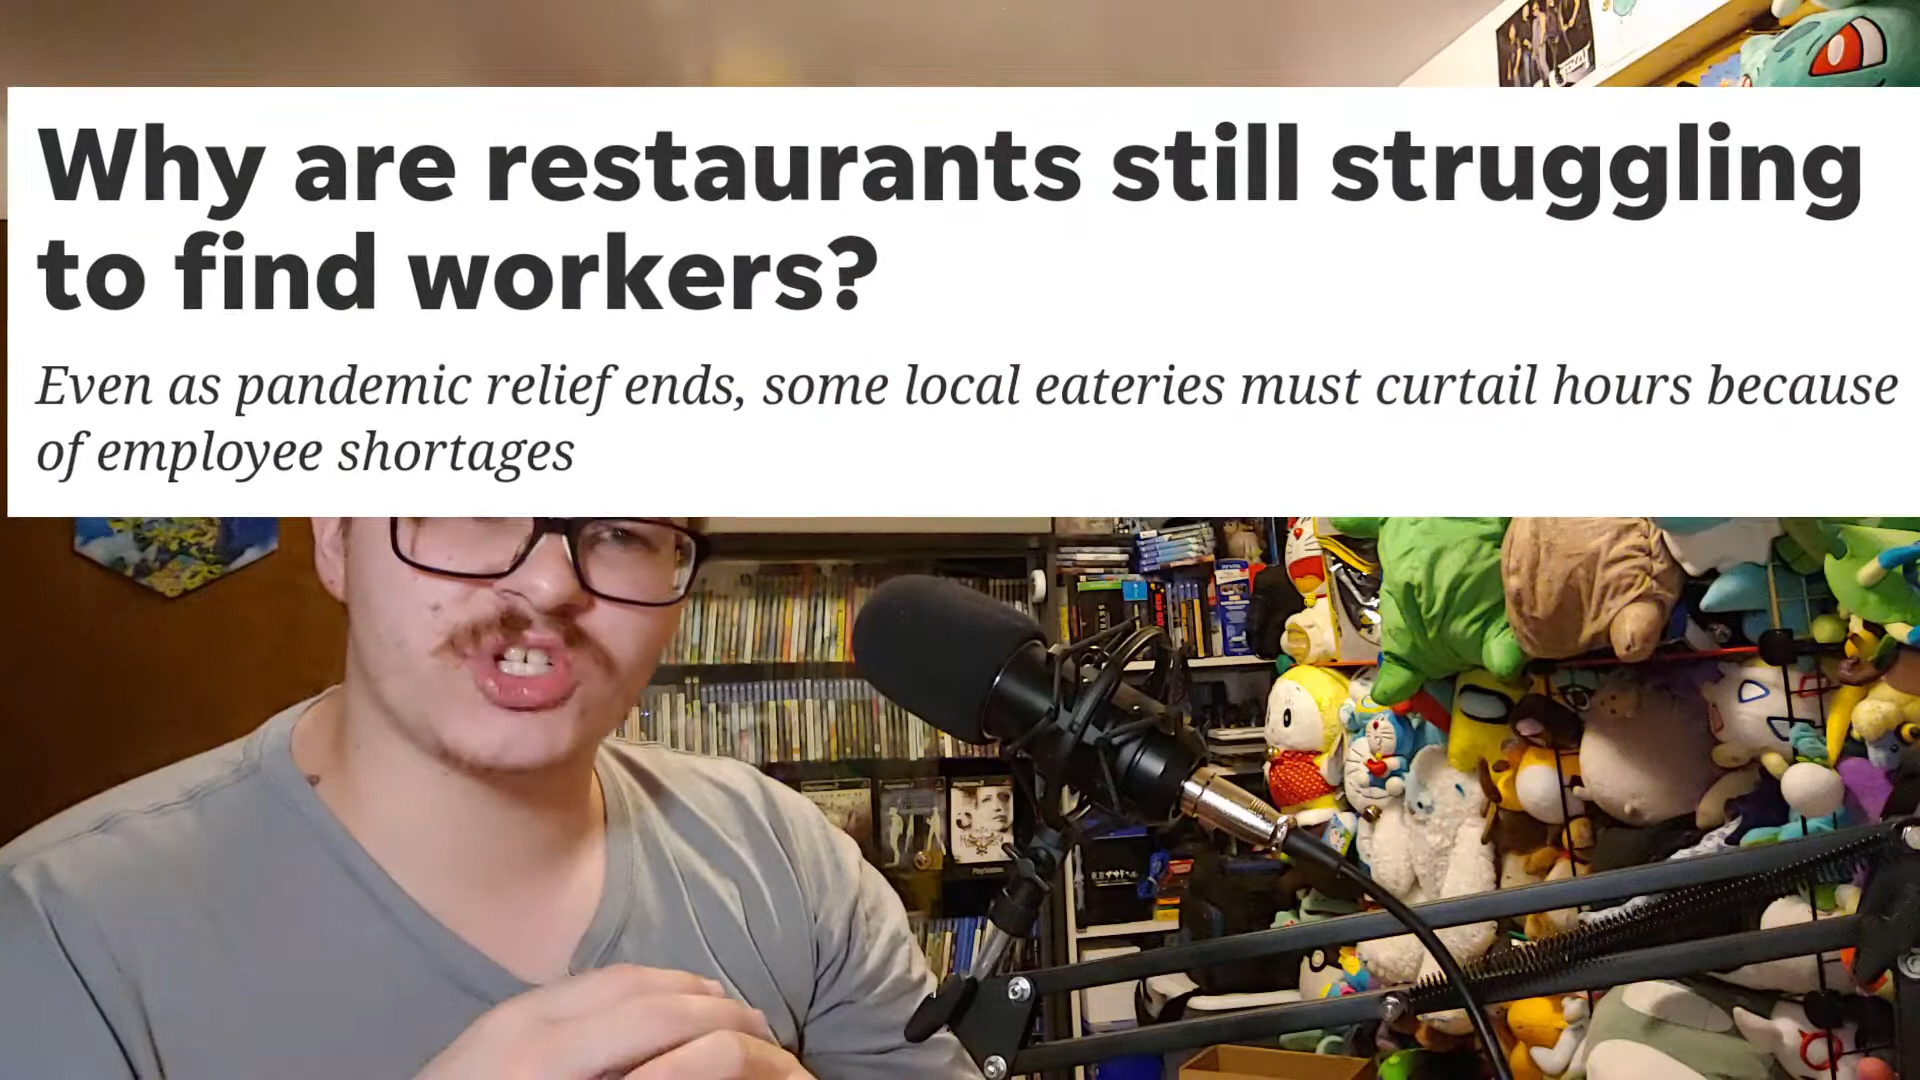 Why are restaurants still struggling
to find workers?
Even as pandemic relief ends, some local eateries must curtail hours because
of employee shortages